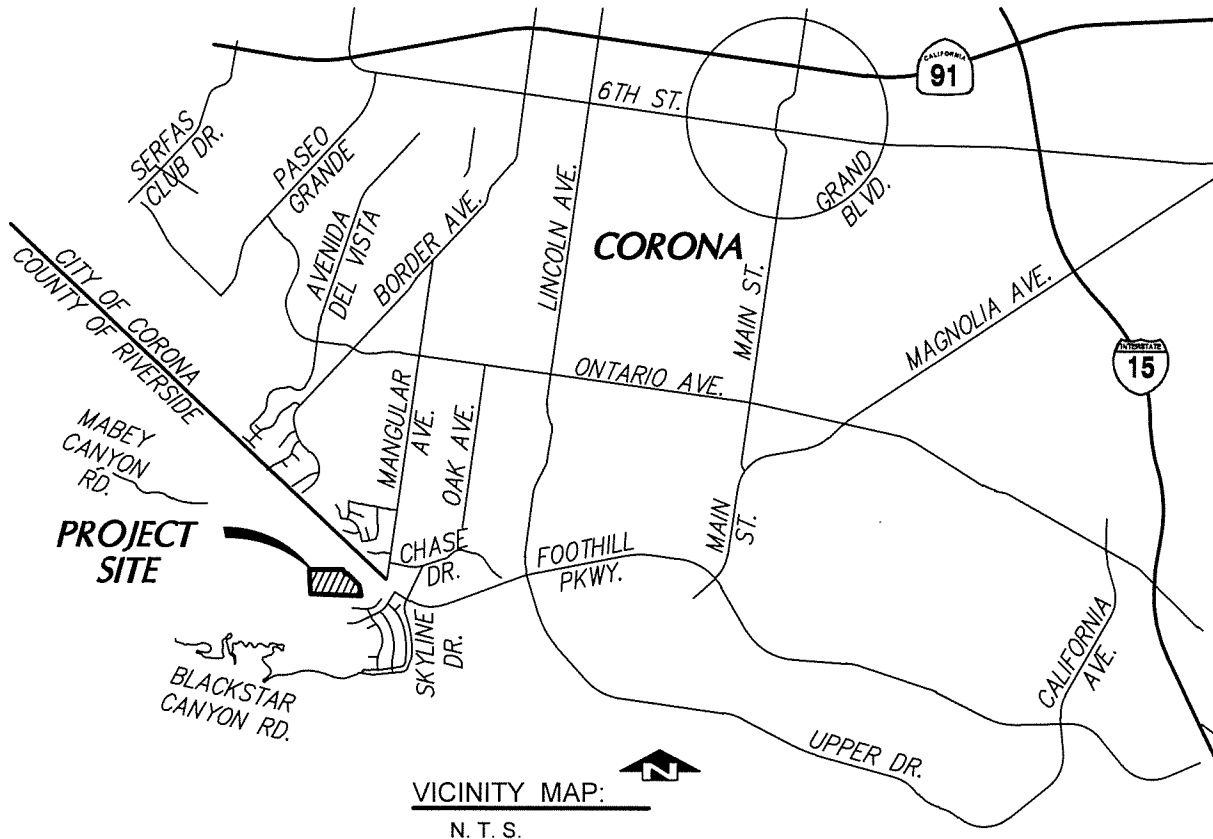 CALIFORNIA
91
6TH ST.
SERFAS
CLUB DR.
PASEO
GRANDE
GRAND
BLVD.
AVENIDA
DEL VISTA
BORDER AVE.
LINCOLN AVE.
CORONA
MAIN ST.
CITY OF CORONA
COUNTY OF RIVERSIDE
MAGNOLIA AVE.
INTERSTATE
15
ONTARIO AVE.
MANGULAR
AVE.
OAK AVE.
MABEY
CANYON
RD.
PROJECT
SITE
CHASE
DR.
FOOTHILL
PKWY.
MAIN
ST.
SKYLINE
DR.
CALIFORNIA
AVE.
BLACKSTAR
CANYON RD.
UPPER DR.
N
VICINITY MAP:
N. T. S.